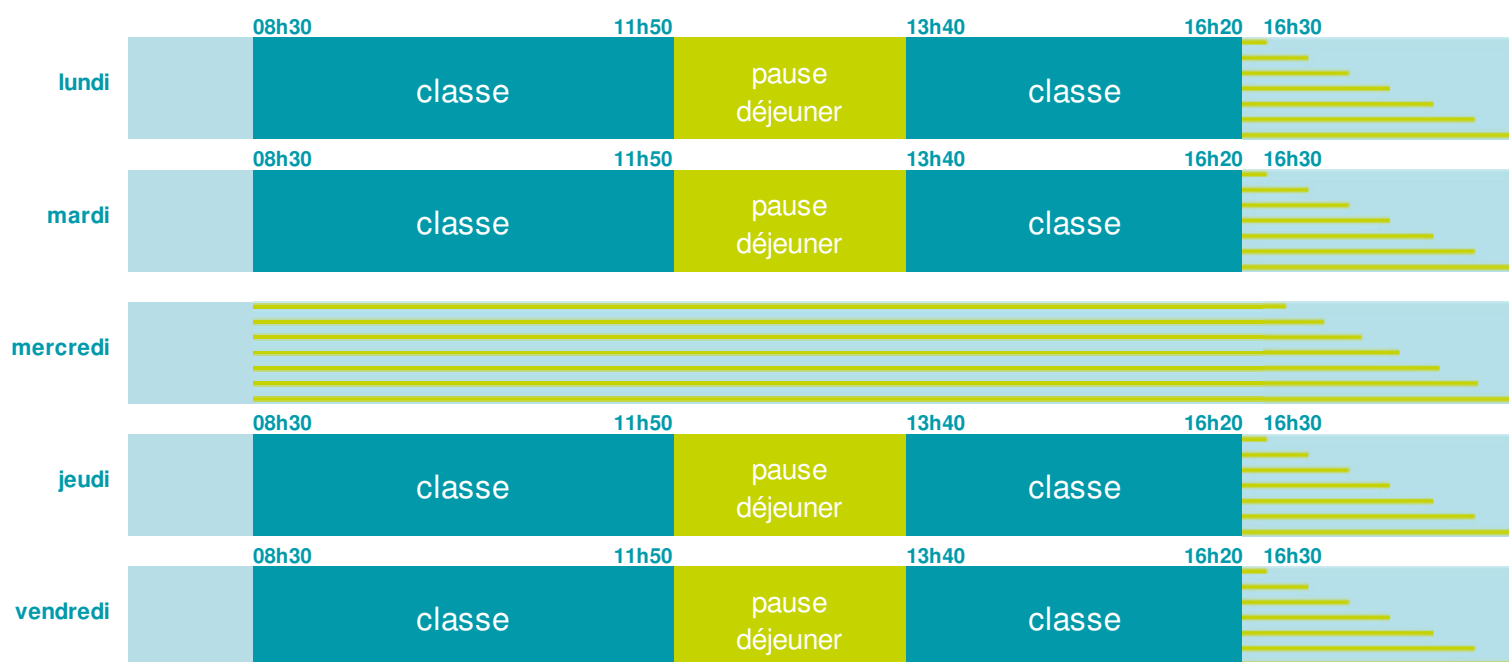 08h30 11h50 13h40 16h20 16h30
lundi classe pause déjeuner classe
08h30 11h50 13h40 16h20 16h30
mardi classe pause déjeuner classe
mercredi
08h30 11h50 13h40 16h20 16h30
jeudi classe pause déjeuner classe
08h30 11h50 13h40 16h20 16h30
vendredi classe pause déjeuner classe